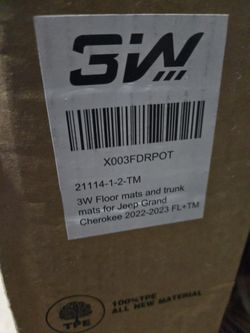 3W
X003FDRPOT
21114-1-2-TM
3W Floor mats and trunk
mats for Jeep Grand
Cherokee 2022-2023 FL+TM
100%TPE
ALL NEW MATERIAL
TPE